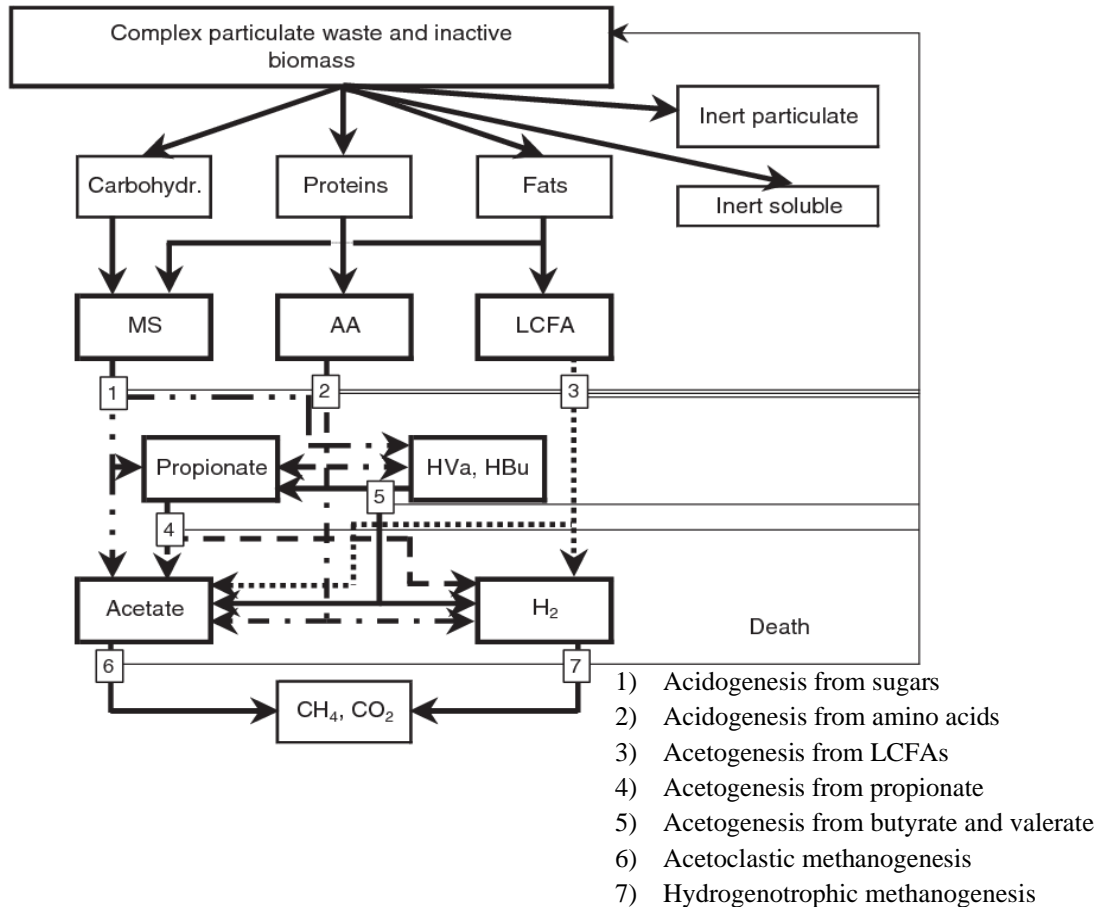 Complex particulate waste and inactive
biomass
Inert particulate
Carbohydr.
Proteins
Fats
Inert soluble
MS
AA
LCFA
1
2
3
Propionate
HVa, HBu
5
4
Acetate
H₂
Death
6
7
CH₄, CO₂
1) Acidogenesis from sugars
2) Acidogenesis from amino acids
3) Acetogenesis from LCFAs
4) Acetogenesis from propionate
5) Acetogenesis from butyrate and valerate
6) Acetoclastic methanogenesis
7) Hydrogenotrophic methanogenesis